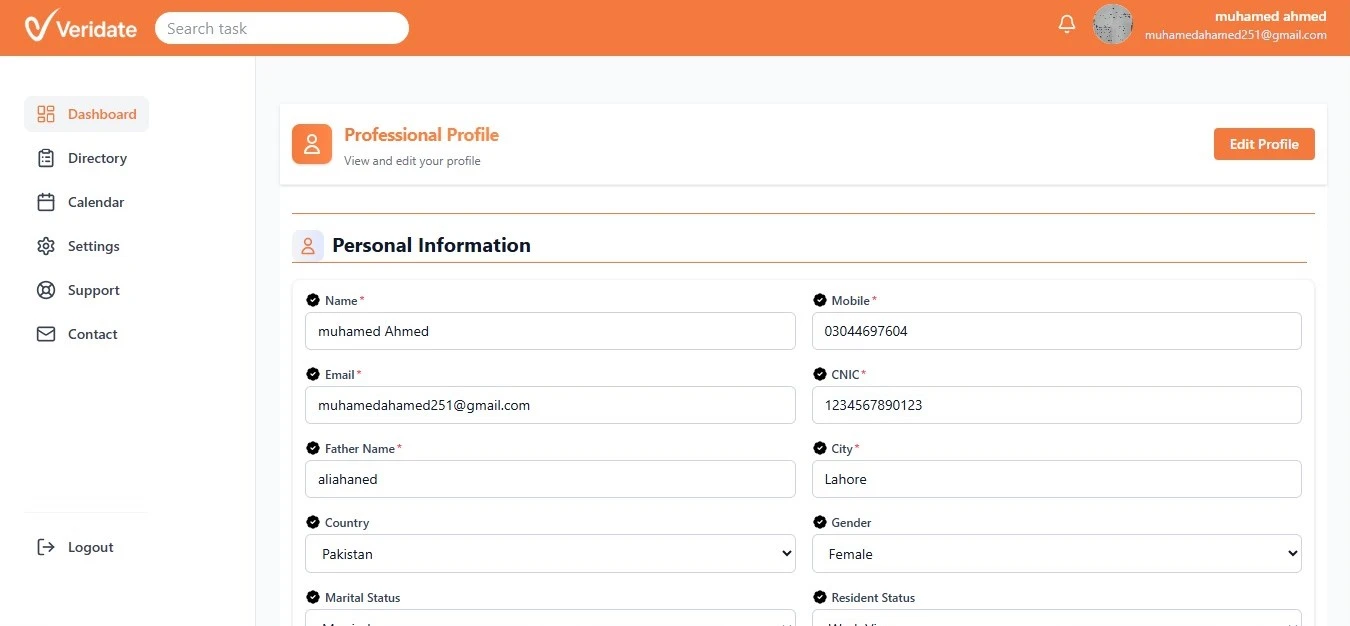 Veridate
Search task
muhamed ahmed
muhamedahamed251@gmail.com
Dashboard
Directory
Calendar
Settings
Support
Contact
Logout
Professional Profile
View and edit your profile
Edit Profile
Personal Information
Name*
Mobile*
muhamed Ahmed
03044697604
Email*
CNIC*
muhamedahamed251@gmail.com
1234567890123
Father Name*
City*
aliahaned
Lahore
Country
Gender
Pakistan
Female
Marital Status
Resident Status